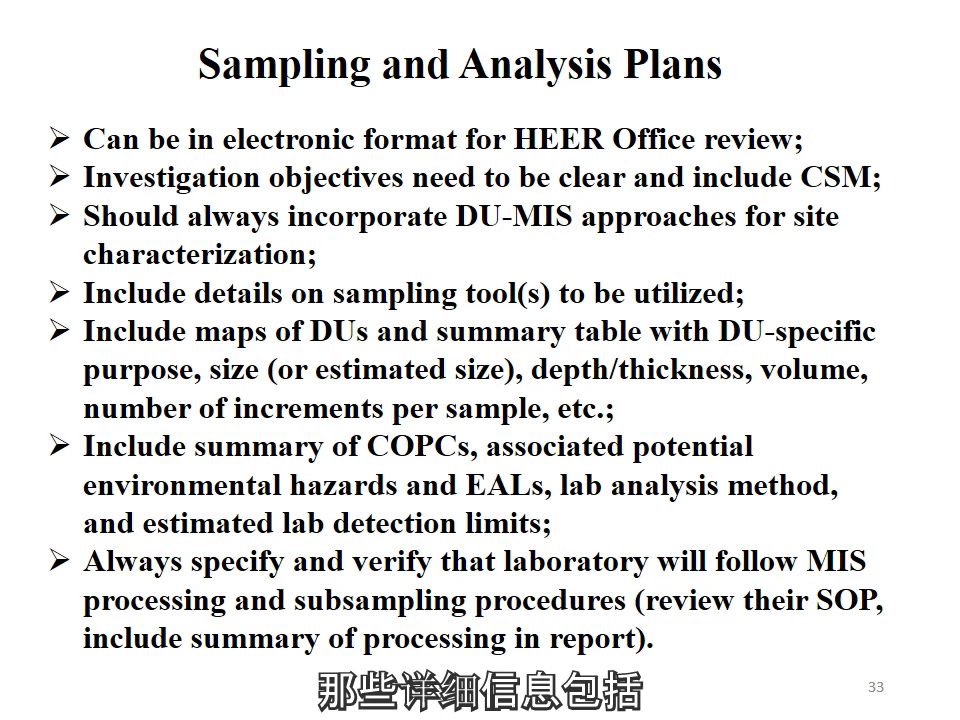 Sampling and Analysis Plans
➢ Can be in electronic format for HEER Office review;
➢ Investigation objectives need to be clear and include CSM;
➢ Should always incorporate DU-MIS approaches for site
characterization;
➢ Include details on sampling tool(s) to be utilized;
➢ Include maps of DUs and summary table with DU-specific
purpose, size (or estimated size), depth/thickness, volume,
number of increments per sample, etc.;
➢ Include summary of COPCs, associated potential
environmental hazards and EALs, lab analysis method,
and estimated lab detection limits;
➢ Always specify and verify that laboratory will follow MIS
processing and subsampling procedures (review their SOP,
include summary of processing in report).
那些详细信息包括
33